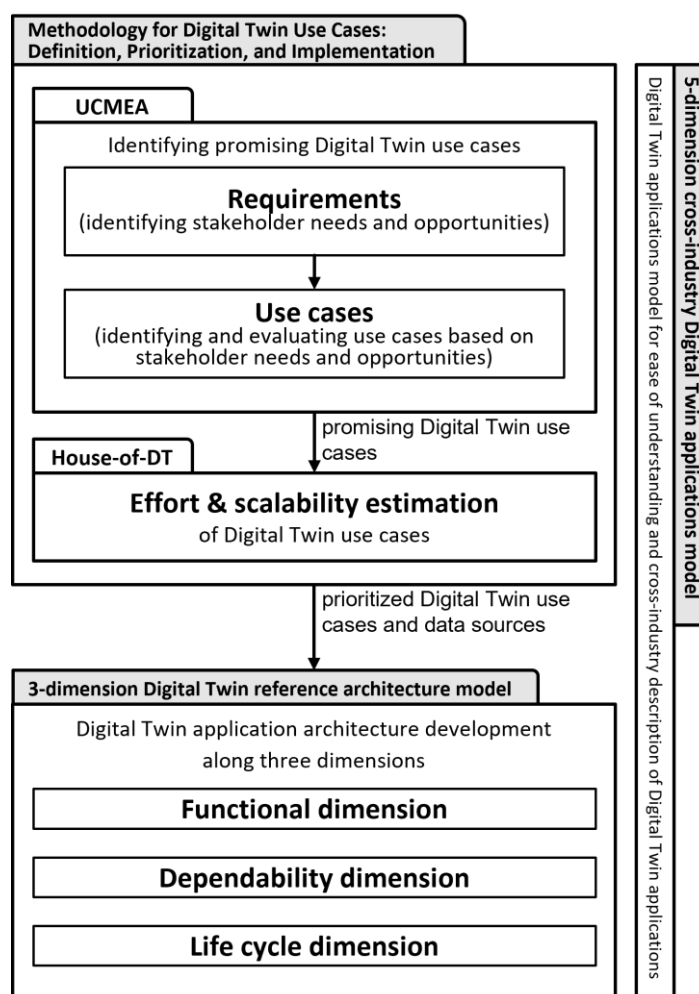 Methodology for Digital Twin Use Cases:
Definition, Prioritization, and Implementation
UCMEA
Identifying promising Digital Twin use cases
Requirements
(identifying stakeholder needs and opportunities)
Use cases
(identifying and evaluating use cases based on
stakeholder needs and opportunities)
promising Digital Twin use
cases
House-of-DT
Effort & scalability estimation
of Digital Twin use cases
prioritized Digital Twin use
cases and data sources
3-dimension Digital Twin reference architecture model
Digital Twin application architecture development
along three dimensions
Functional dimension
Dependability dimension
Life cycle dimension
5-dimension cross-industry Digital Twin applications model
Digital Twin applications model for ease of understanding and cross-industry description of Digital Twin applications